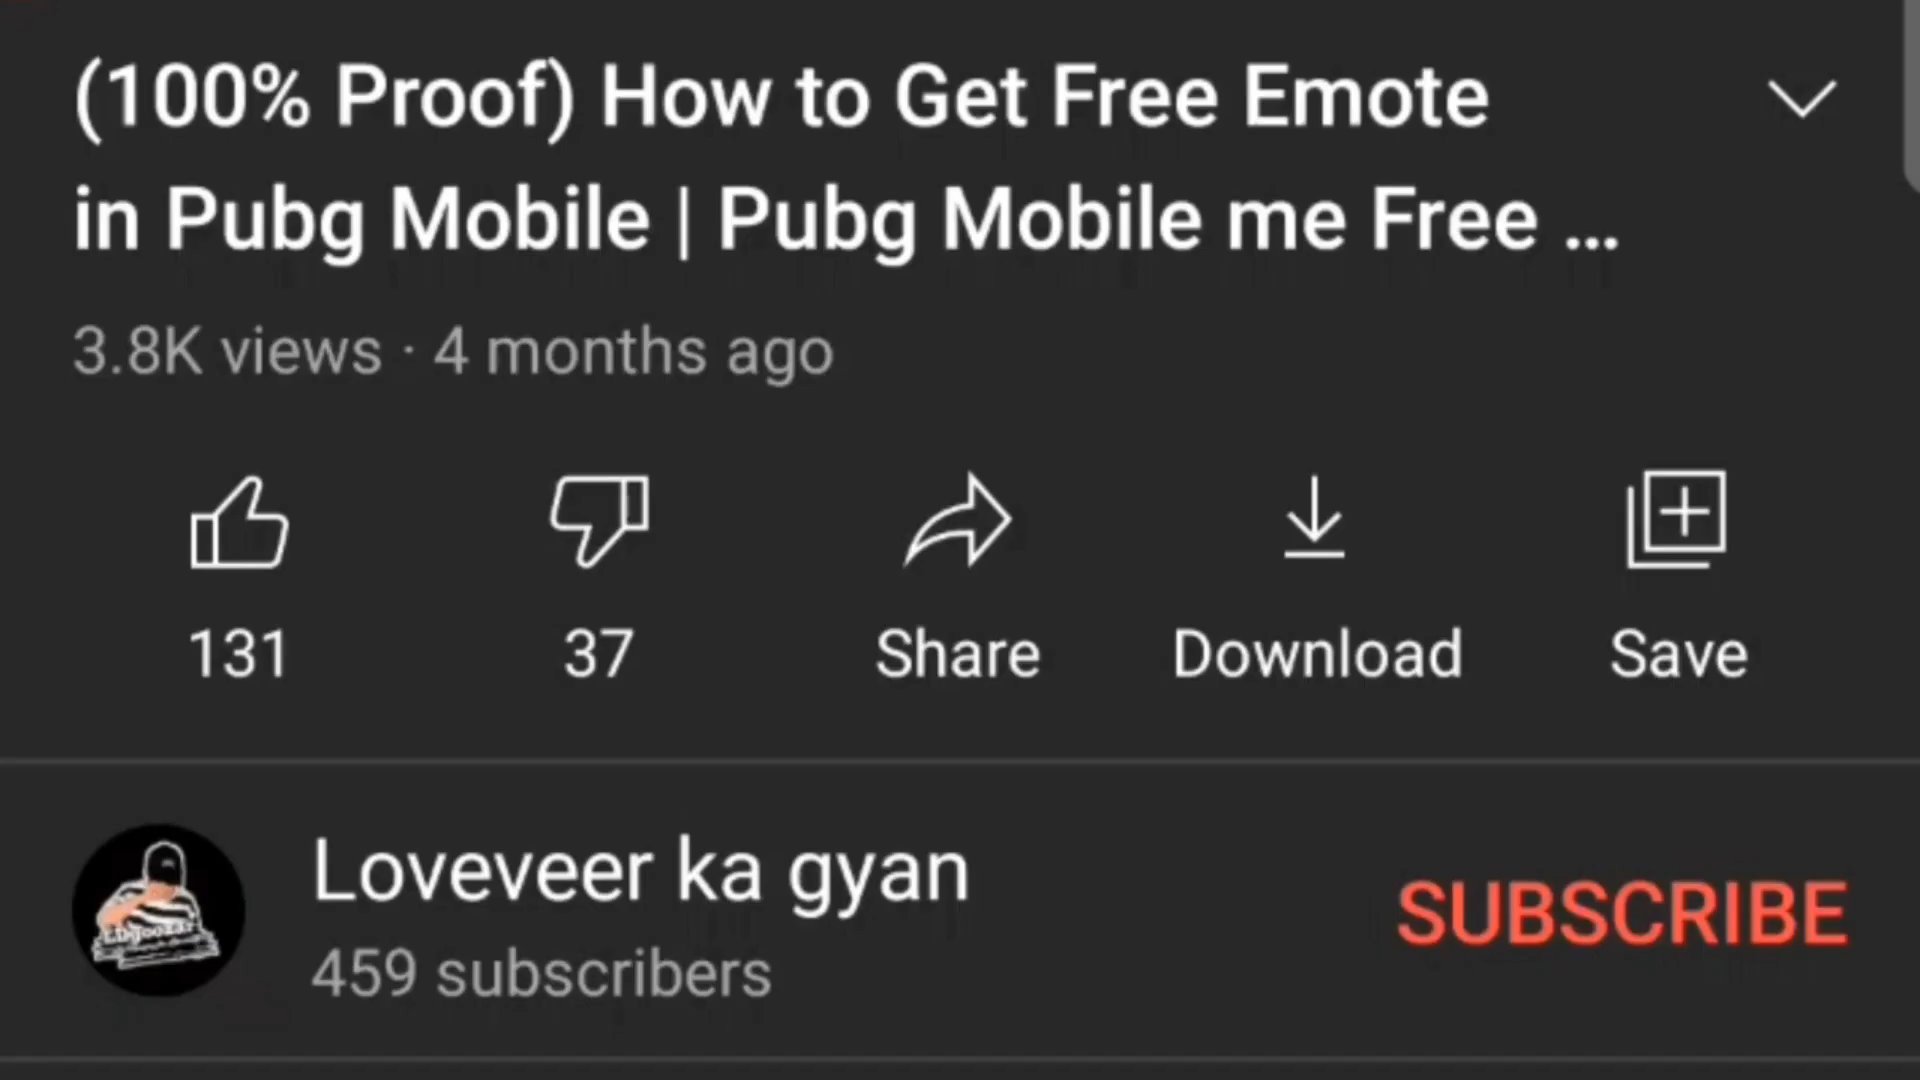 (100% Proof) How to Get Free Emote
in Pubg Mobile | Pubg Mobile me Free ...
3.8K views · 4 months ago
131 37 Share Download Save
Loveveer ka gyan
SUBSCRIBE
459 subscribers